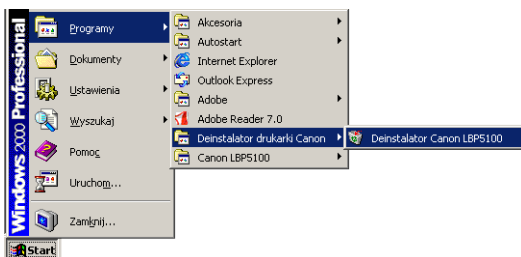 Windows 2000 Professional
Programy
Dokumenty
Ustawienia
Wyszukaj
Pomoc
Uruchom...
Zamknij...
Start
Akcesoria
Autostart
Internet Explorer
Outlook Express
Adobe
Adobe Reader 7.0
Deinstalator drukarki Canon
Canon LBP5100
Deinstalator Canon LBP5100